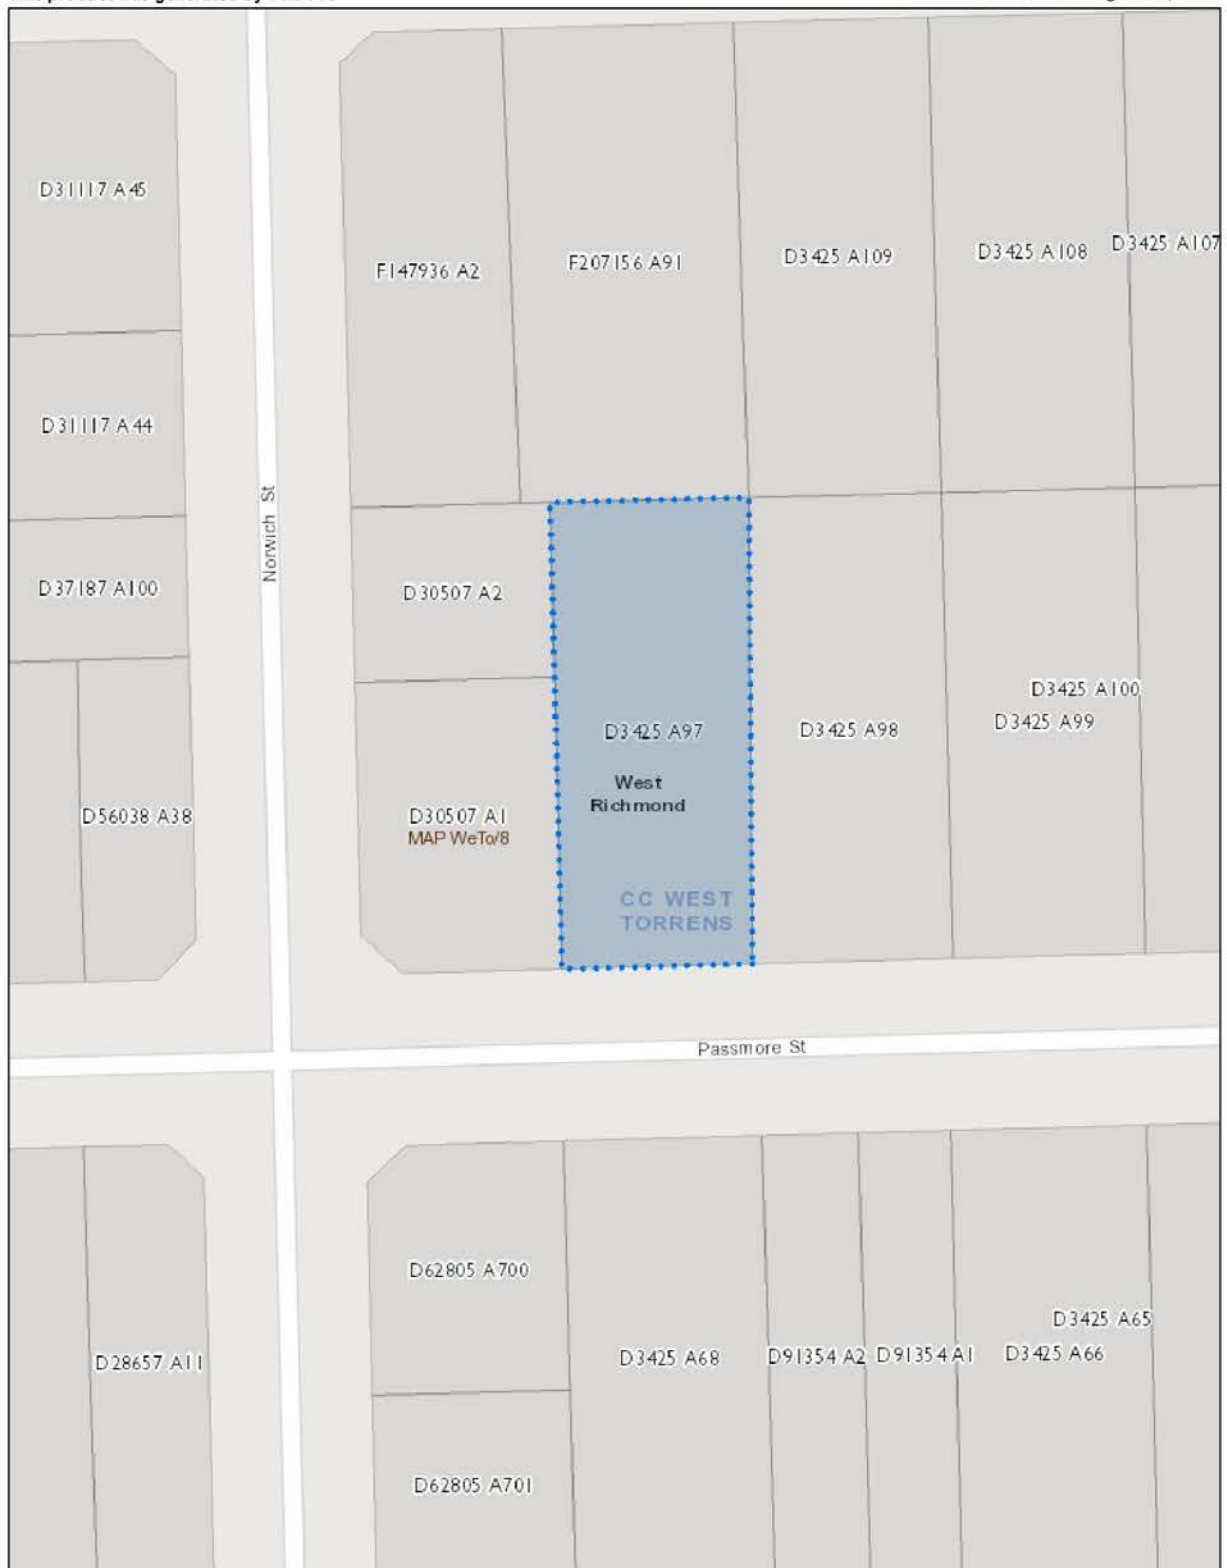 D31117 A45
F147936 A2
F207156 A91
D3425 A109
D3425 A108
D3425 A107
D31117 A44
Norwich St
D37187 A100
D30507 A2
D3425 A100
D3425 A99
D3425 A97
D3425 A98
West
Richmond
D56038 A38
D30507 A1
MAP WeTo/8
CC WEST
TORRENS
Passmore St
D62805 A700
D3425 A65
D28657 A11
D3425 A68
D91354 A2
D91354 A1
D3425 A66
D62805 A701